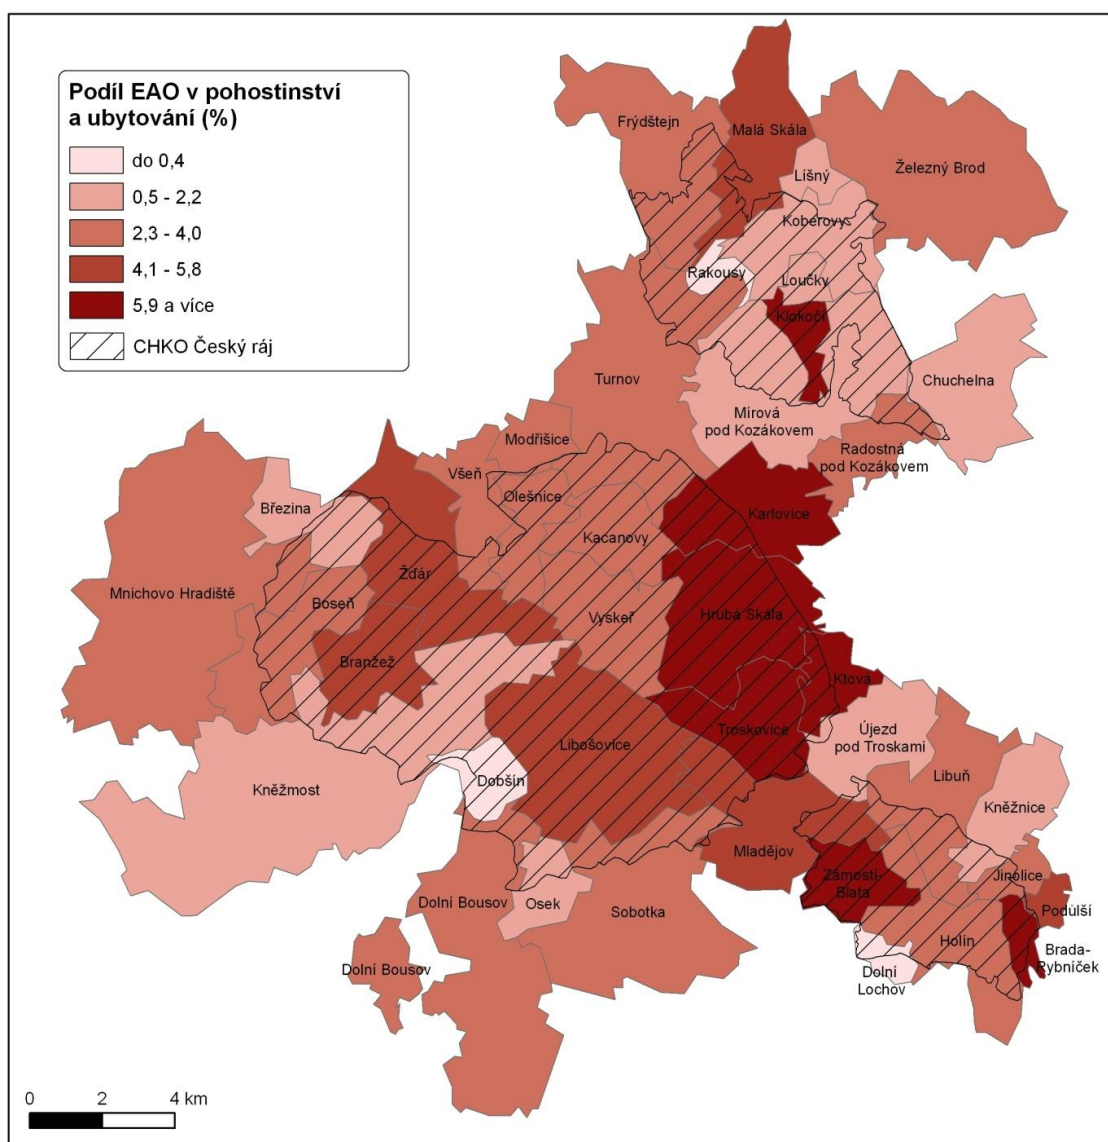 Podíl EAO v pohostinství
a ubytování (%)
do 0,4
0,5 - 2,2
2,3 - 4,0
4,1 - 5,8
5,9 a více
CHKO Český ráj
Frýdštejn
Malá Skála
Líšný
Železný Brod
Koberovy
Rakousy
Loučky
Klokočí
Turnov
Chuchelna
Mírová
pod Kozákovem
Radostná
pod Kozákovem
Modřišice
Všeň
Olešnice
Březina
Karlovice
Kacanovy
Žďár
Mnichovo Hradiště
Boseň
Vyskeř
Hrubá Skála
Branžež
Ktová
Troskovice
Libošovice
Újezd
pod Troskami
Dobšín
Libuň
Kněžmost
Kněžnice
Mladějov
Zámostí-
Blata
Jinolice
Dolní Bousov
Osek
Sobotka
Holín
Podůlší
Brada-
Rybníček
Dolní Bousov
Dolní
Lochov
0 2 4 km